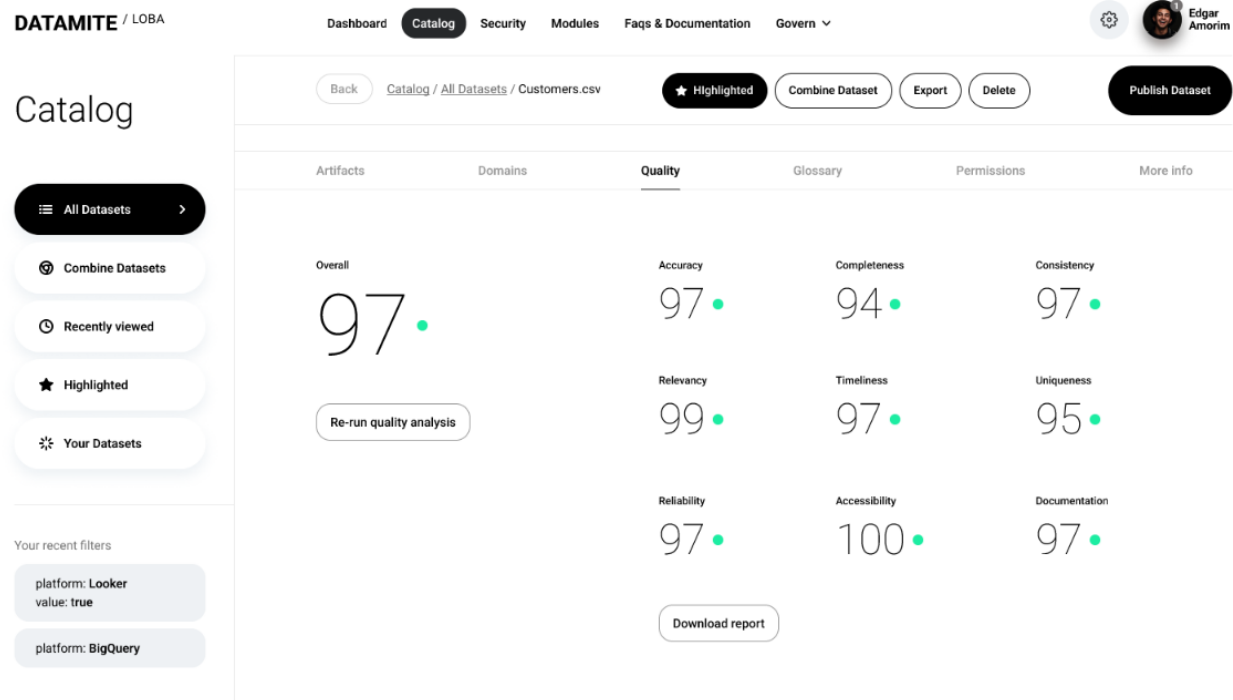 DATAMITE / LOBA
Dashboard
Catalog
Security
Modules
Faqs & Documentation
Govern
1
Edgar
Amorim
Catalog
Back
Catalog / All Datasets / Customers.csv
HIghlighted
Combine Dataset
Export
Delete
Publish Dataset
Artifacts
Domains
Quality
Glossary
Permissions
More info
All Datasets
Combine Datasets
Recently viewed
Highlighted
Your Datasets
Your recent filters
platform: Looker
value: true
platform: BigQuery
Overall
97
Re-run quality analysis
Accuracy
97
Completeness
94
Consistency
97
Relevancy
99
Timeliness
97
Uniqueness
95
Reliability
97
Accessibility
100
Documentation
97
Download report